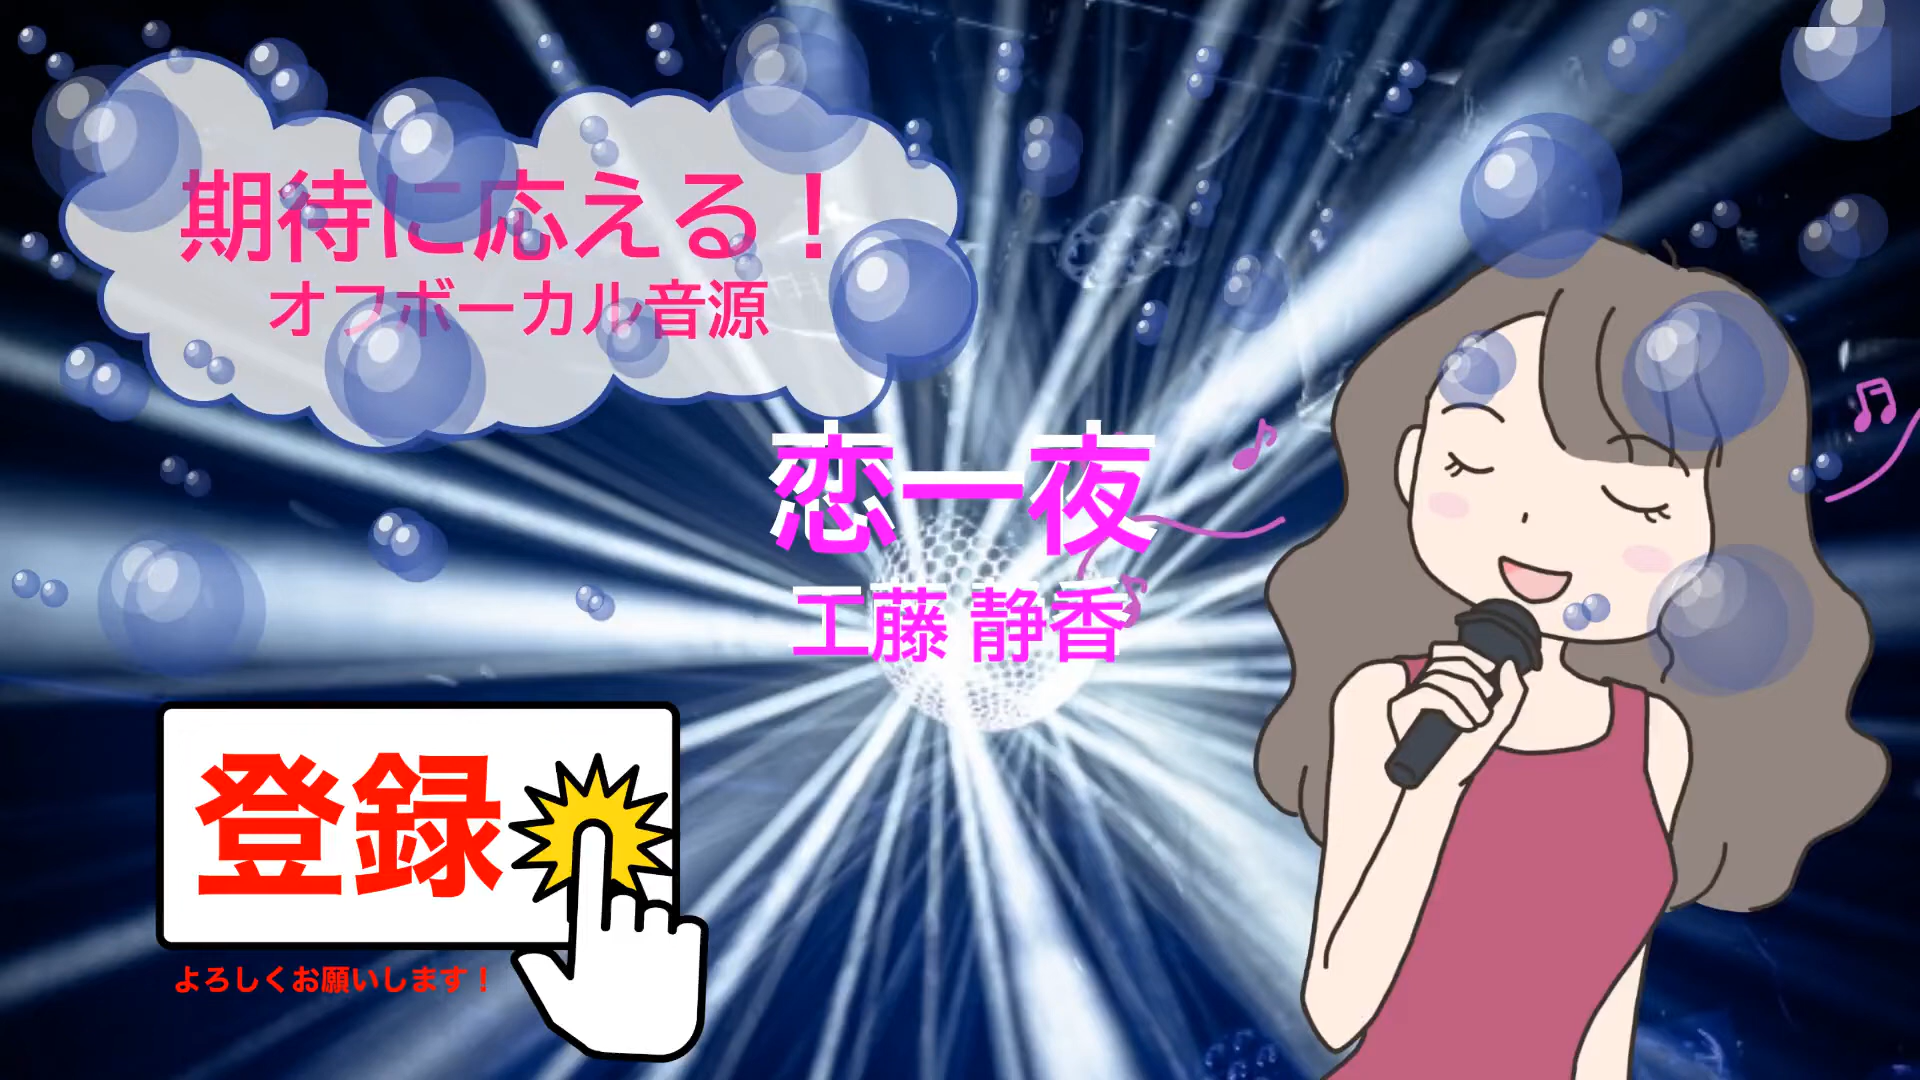 期待に応える！
オフボーカル音源
恋一夜
工藤 静香
登録
よろしくお願いします！